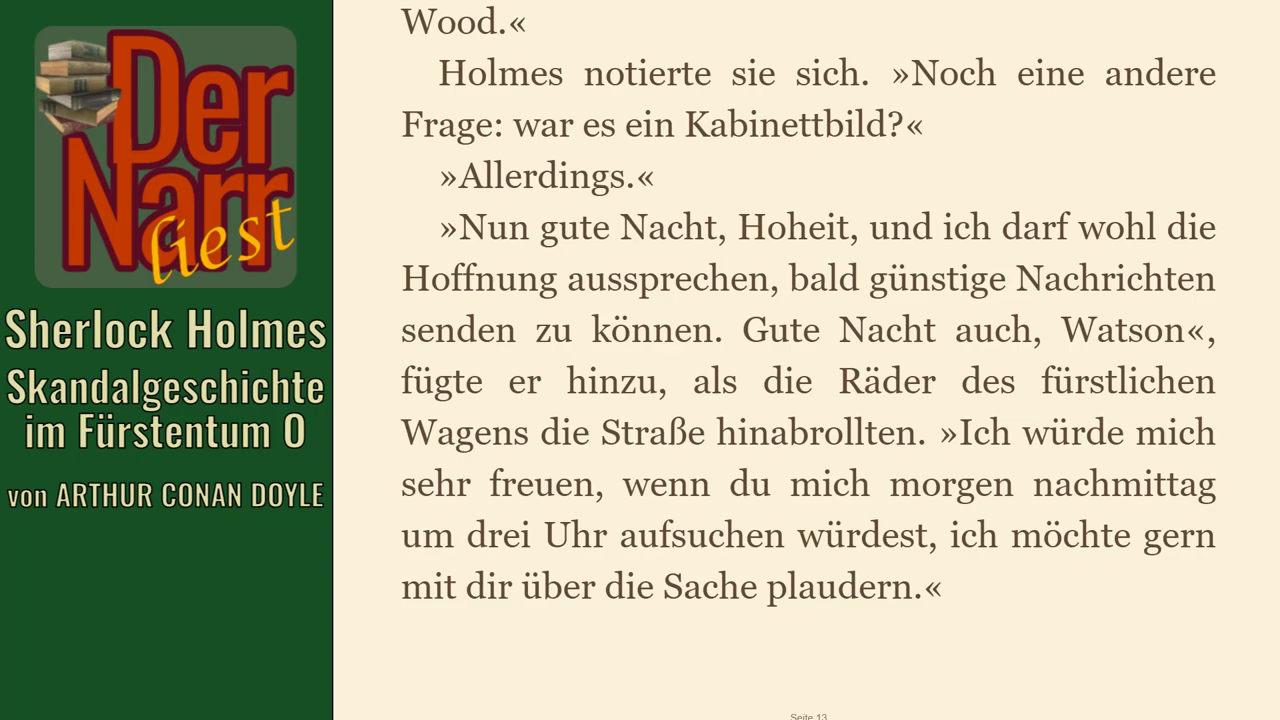 Der
Narr
liest
Sherlock Holmes
Skandalgeschichte
im Fürstentum O
von ARTHUR CONAN DOYLE
Wood.«
Holmes notierte sie sich. »Noch eine andere
Frage: war es ein Kabinettbild?«
»Allerdings.«
»Nun gute Nacht, Hoheit, und ich darf wohl die
Hoffnung aussprechen, bald günstige Nachrichten
senden zu können. Gute Nacht auch, Watson«,
fügte er hinzu, als die Räder des fürstlichen
Wagens die Straße hinabrollten. »Ich würde mich
sehr freuen, wenn du mich morgen nachmittag
um drei Uhr aufsuchen würdest, ich möchte gern
mit dir über die Sache plaudern.«
Seite 13